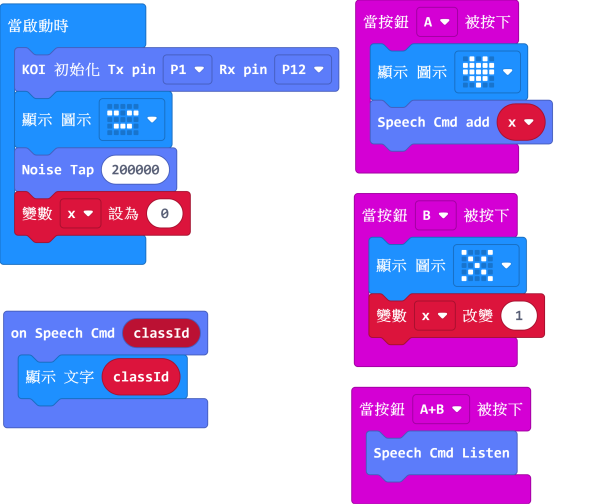 當啟動時
KOI 初始化 Tx pin P1 Rx pin P12
顯示 圖示
Noise Tap 200000
變數 x 設為 0
on Speech Cmd classId
顯示 文字 classId
當按鈕 A 被按下
顯示 圖示
Speech Cmd add x
當按鈕 B 被按下
顯示 圖示
變數 x 改變 1
當按鈕 A+B 被按下
Speech Cmd Listen